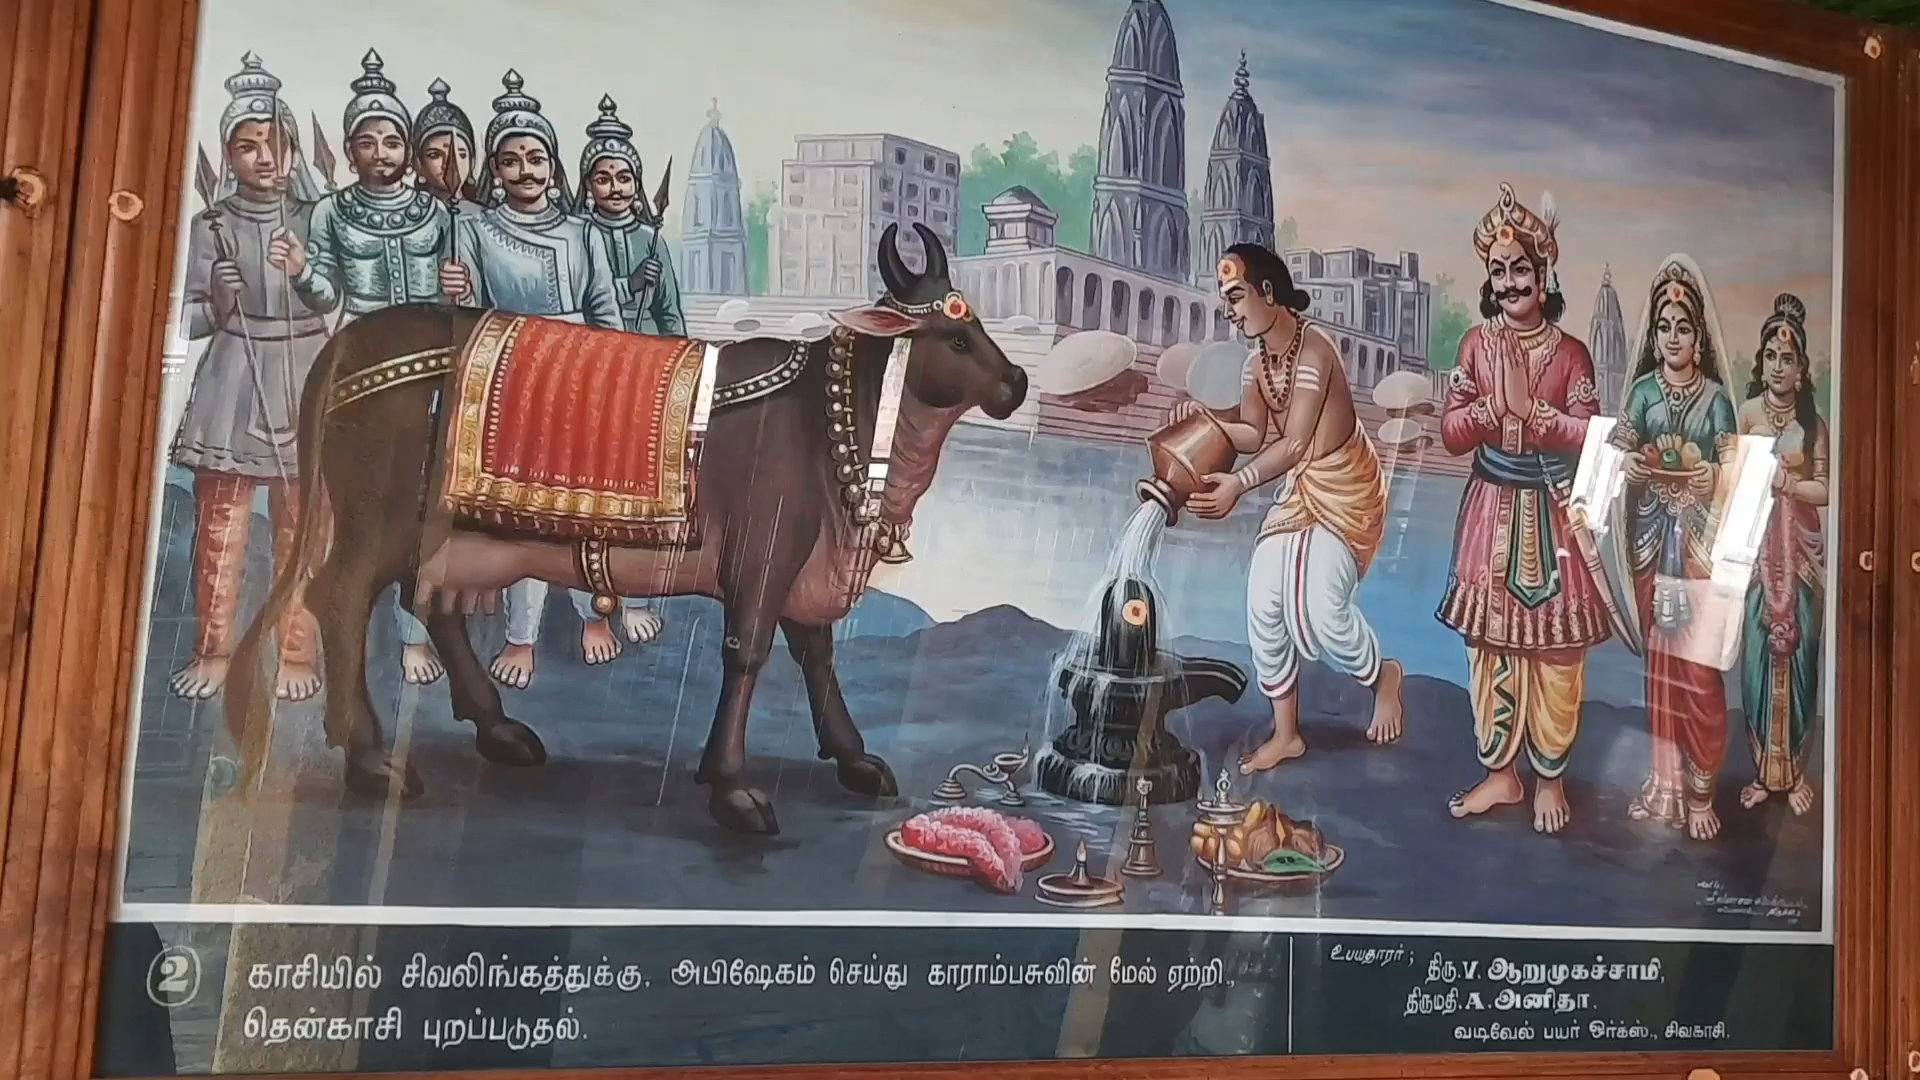 2
காசியில் சிவலிங்கத்துக்கு, அபிஷேகம் செய்து காராம்பசுவின் மேல் ஏற்றி.,
தென்காசி புறப்படுதல்.
உபயதாரர் ;
திரு.V. ஆறுமுகச்சாமி,
திருமதி.A.அனிதா.
வடிவேல் பயர் ஒர்க்ஸ்., சிவகாசி.